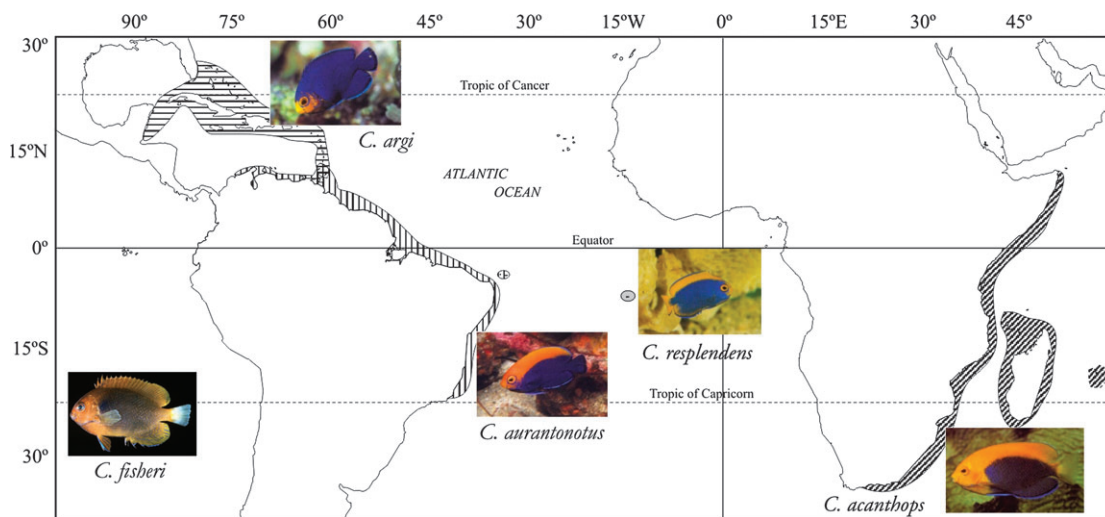 90º 75º 60º 45º 30º 15ºW 0º 15ºE 30º 45º
30º
Tropic of Cancer
C. argi
15ºN
ATLANTIC
OCEAN
Equator
0º
C. resplendens
15ºS
Tropic of Capricorn
C. aurantonotus
30º
C. fisheri
C. acanthops